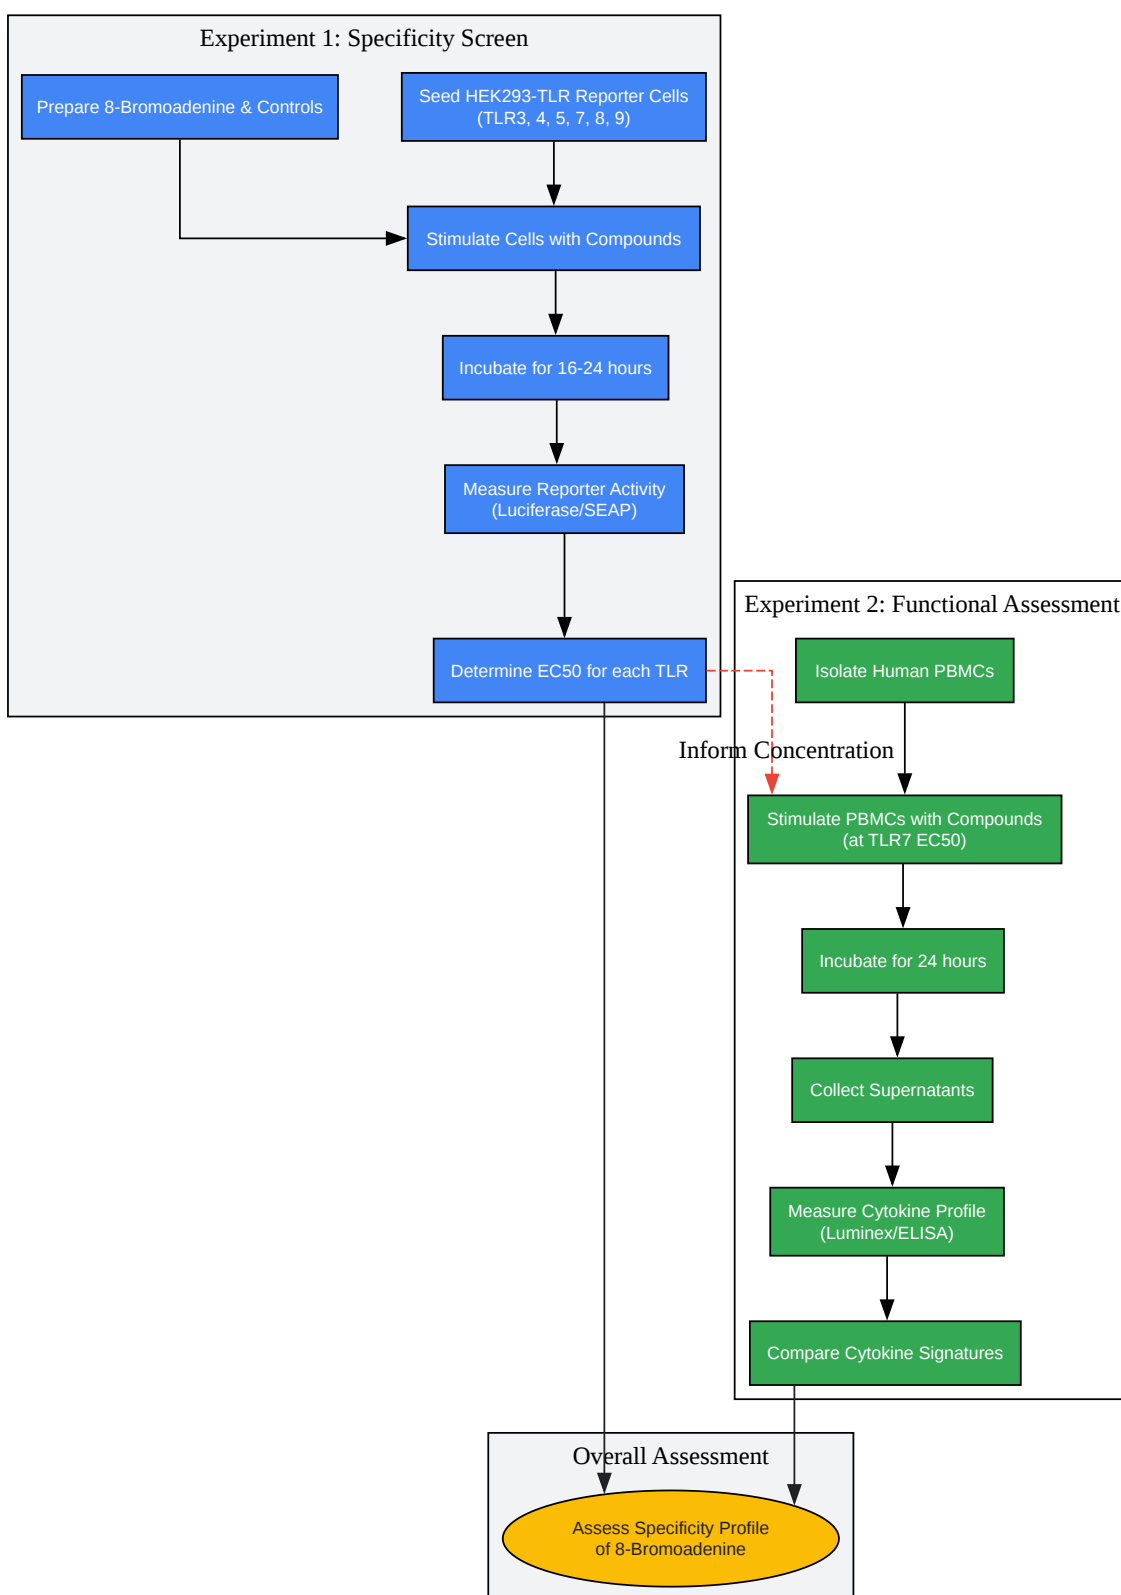 Experiment 1: Specificity Screen
Prepare 8-Bromoadenine & Controls
Seed HEK293-TLR Reporter Cells
(TLR3, 4, 5, 7, 8, 9)
Stimulate Cells with Compounds
Incubate for 16-24 hours
Measure Reporter Activity
(Luciferase/SEAP)
Determine EC50 for each TLR
Experiment 2: Functional Assessment
Isolate Human PBMCs
Inform Concentration
Stimulate PBMCs with Compounds
(at TLR7 EC50)
Incubate for 24 hours
Collect Supernatants
Measure Cytokine Profile
(Luminex/ELISA)
Compare Cytokine Signatures
Overall Assessment
Assess Specificity Profile
of 8-Bromoadenine